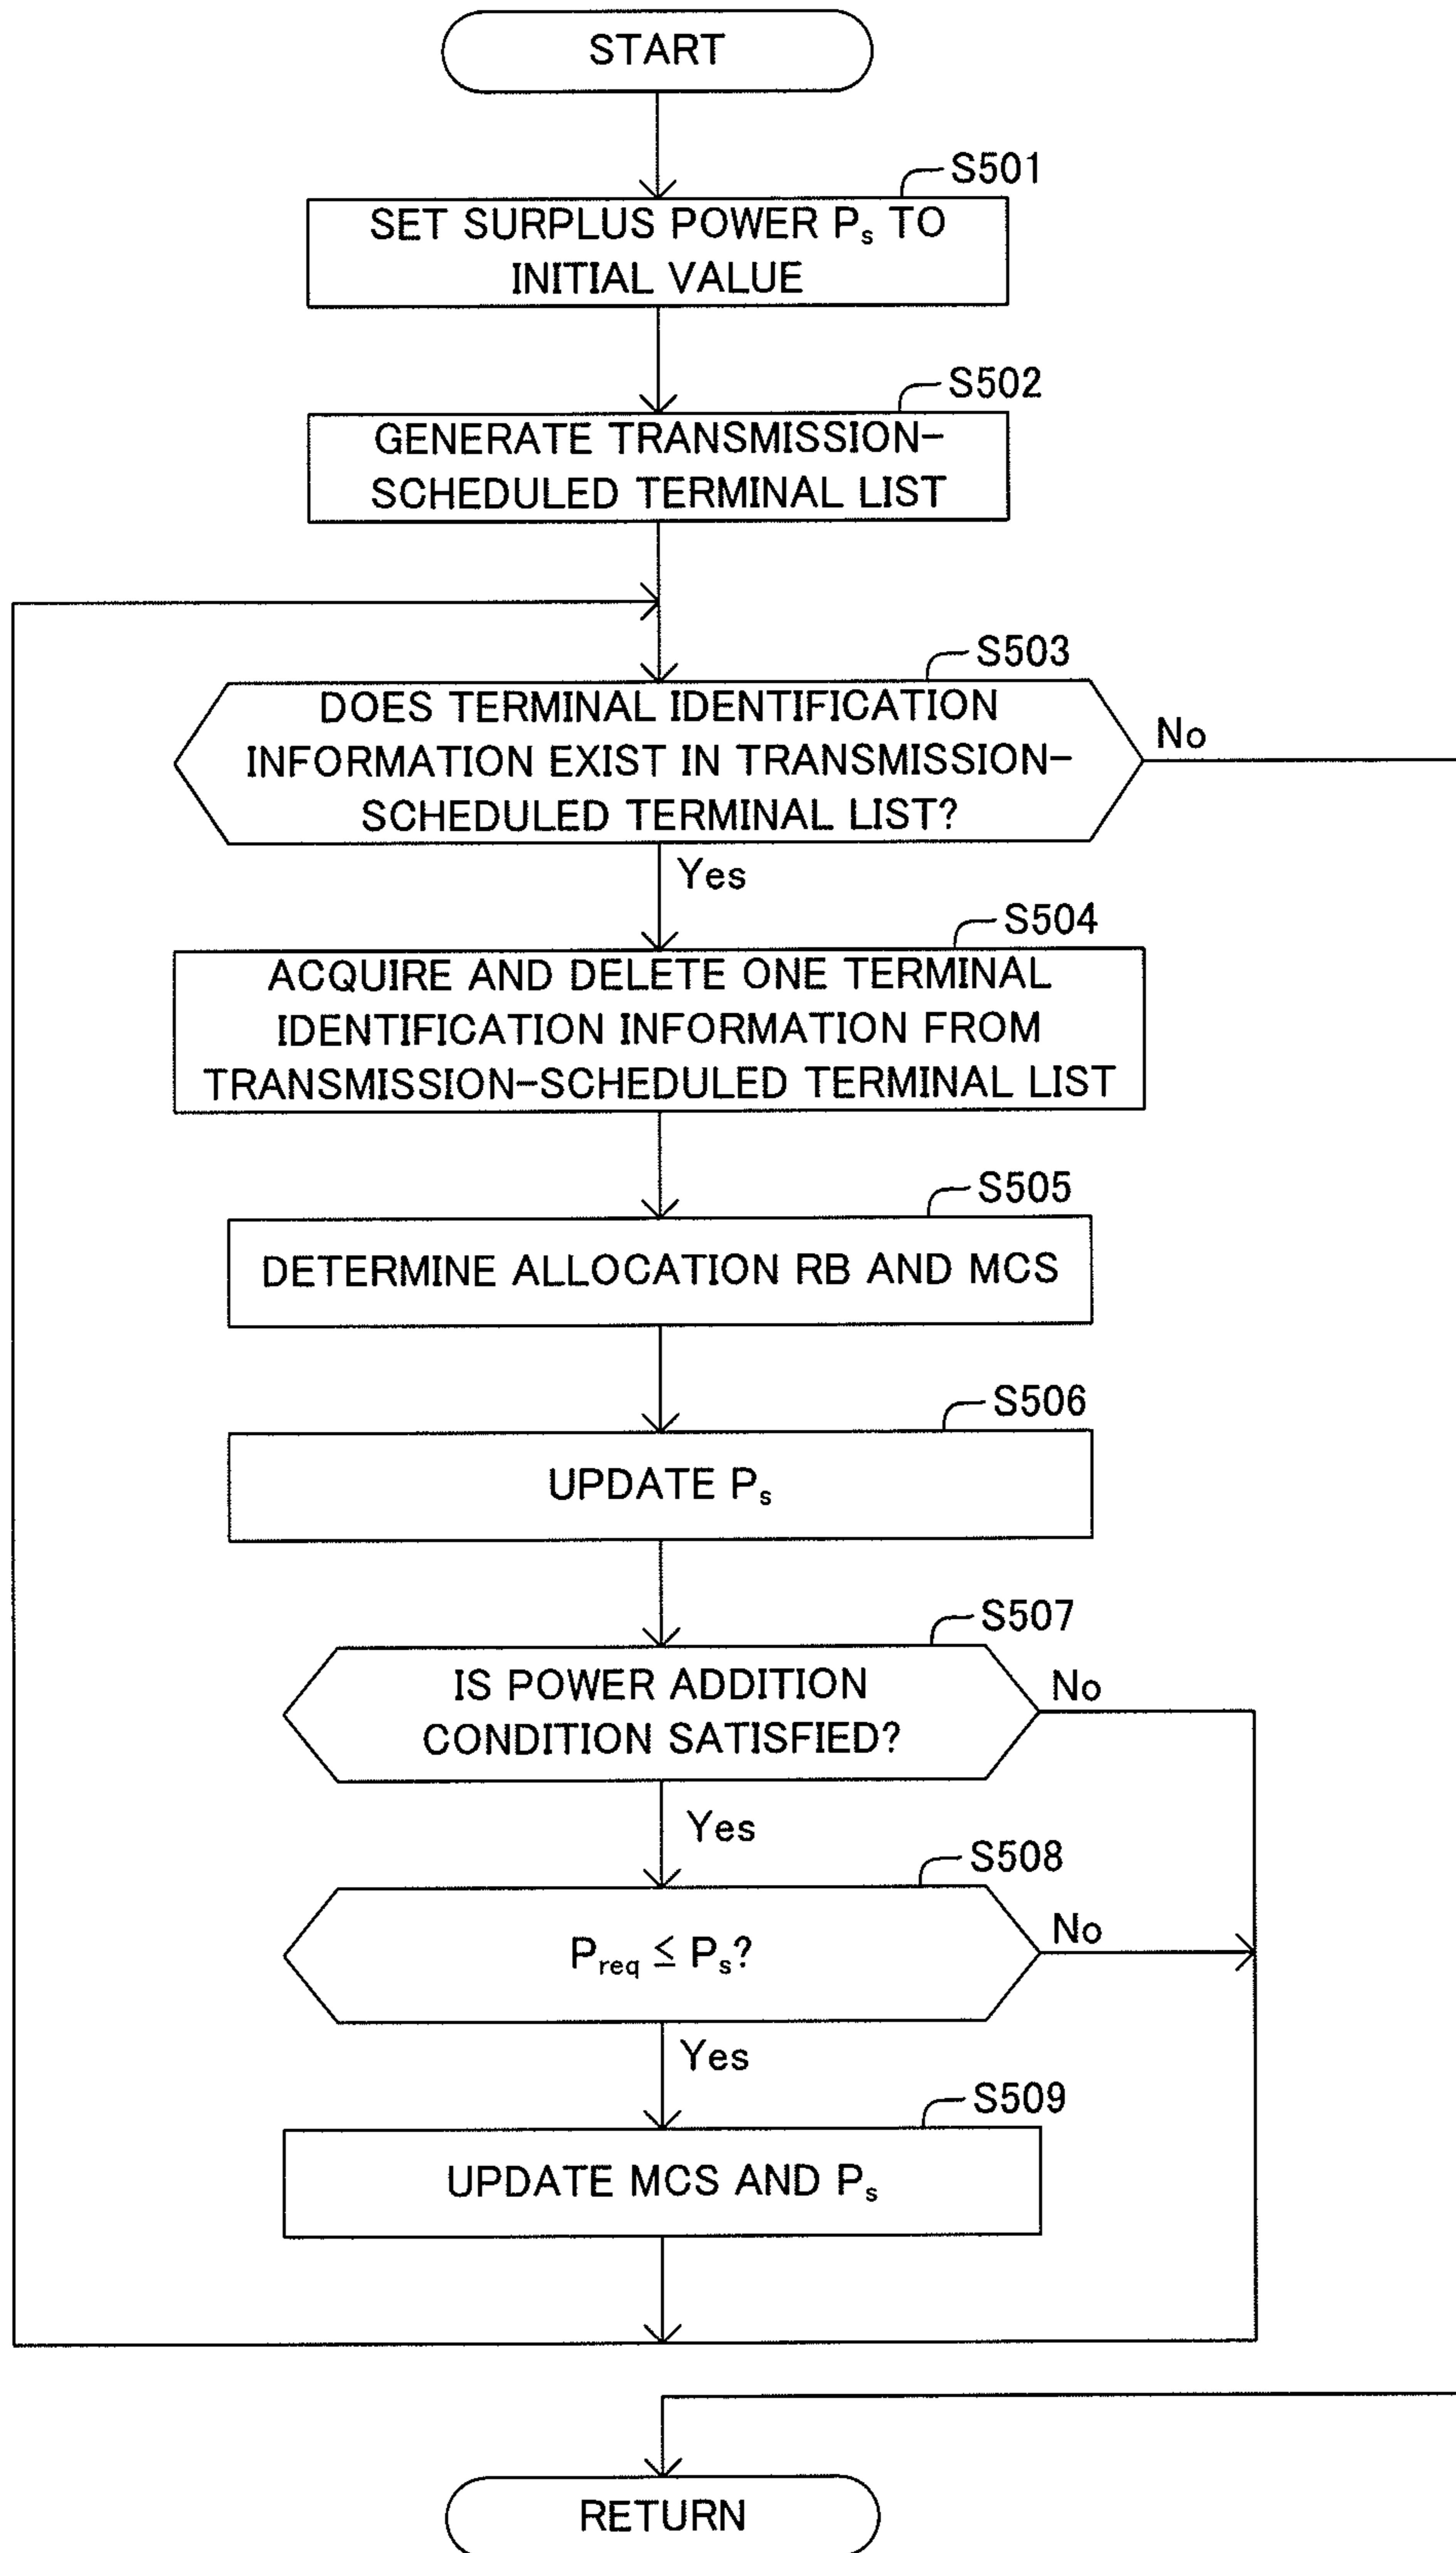 START
S501
SET SURPLUS POWER Ps TO
INITIAL VALUE
S502
GENERATE TRANSMISSION-
SCHEDULED TERMINAL LIST
S503
DOES TERMINAL IDENTIFICATION
INFORMATION EXIST IN TRANSMISSION-
SCHEDULED TERMINAL LIST?
No
Yes
S504
ACQUIRE AND DELETE ONE TERMINAL
IDENTIFICATION INFORMATION FROM
TRANSMISSION-SCHEDULED TERMINAL LIST
S505
DETERMINE ALLOCATION RB AND MCS
S506
UPDATE Ps
S507
IS POWER ADDITION
CONDITION SATISFIED?
No
Yes
S508
Preq ≤ Ps?
No
Yes
S509
UPDATE MCS AND Ps
RETURN